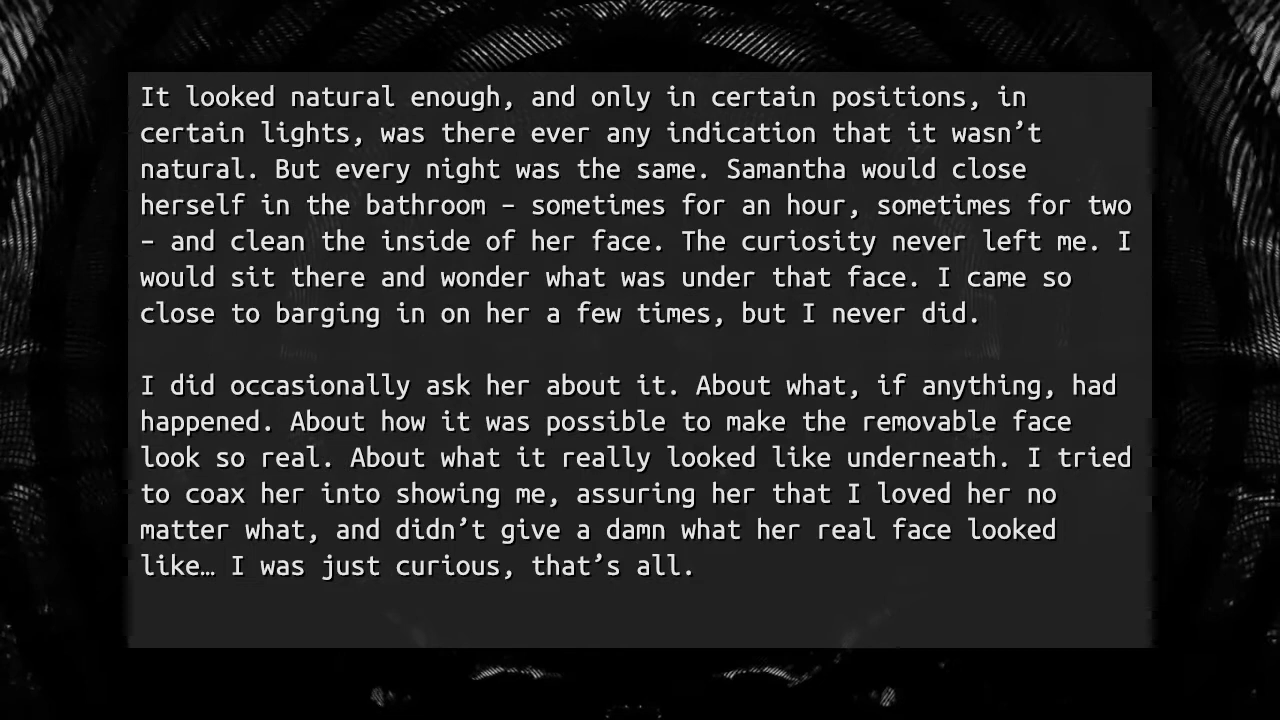 It looked natural enough, and only in certain positions, in
certain lights, was there ever any indication that it wasn’t
natural. But every night was the same. Samantha would close
herself in the bathroom – sometimes for an hour, sometimes for two
– and clean the inside of her face. The curiosity never left me. I
would sit there and wonder what was under that face. I came so
close to barging in on her a few times, but I never did.

I did occasionally ask her about it. About what, if anything, had
happened. About how it was possible to make the removable face
look so real. About what it really looked like underneath. I tried
to coax her into showing me, assuring her that I loved her no
matter what, and didn’t give a damn what her real face looked
like… I was just curious, that’s all.